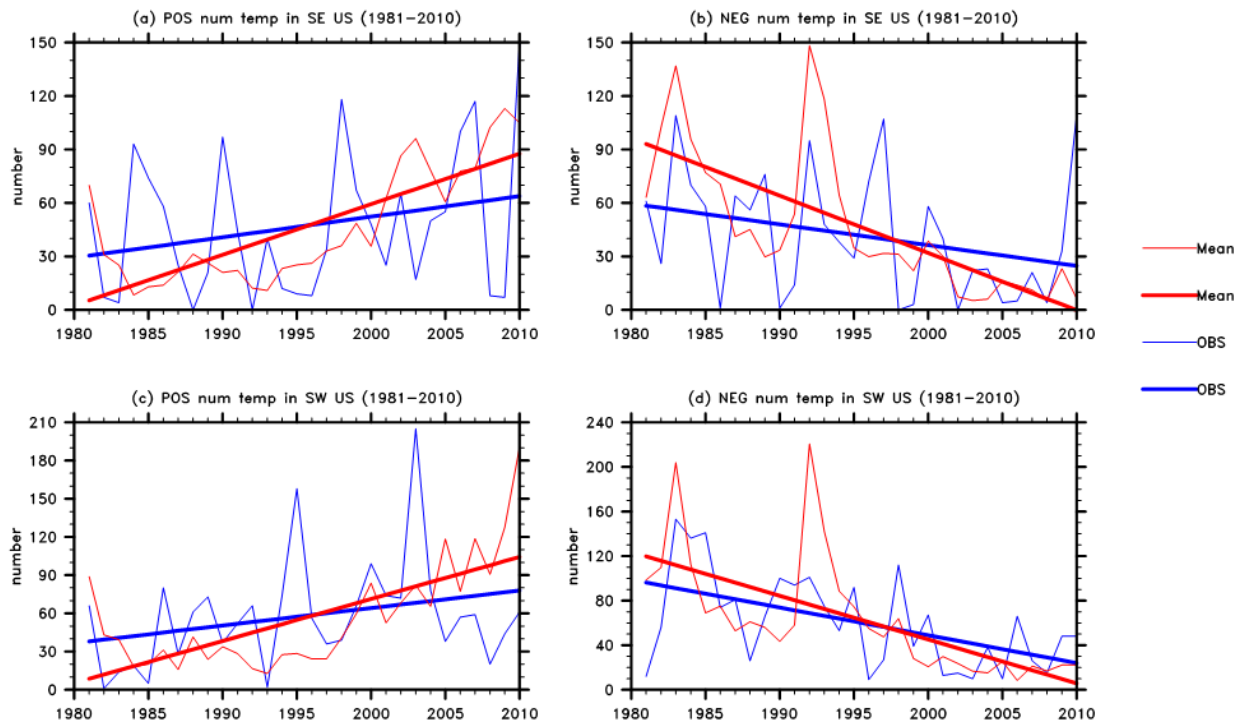 (a) POS num temp in SE US (1981−2010)
150
120
90
60
30
0
number
1980 1985 1990 1995 2000 2005 2010
(b) NEG num temp in SE US (1981−2010)
150
120
90
60
30
0
number
1980 1985 1990 1995 2000 2005 2010
(c) POS num temp in SW US (1981−2010)
210
180
150
120
90
60
30
0
number
1980 1985 1990 1995 2000 2005 2010
(d) NEG num temp in SW US (1981−2010)
240
200
160
120
80
40
0
number
1980 1985 1990 1995 2000 2005 2010
Mean
Mean
OBS
OBS